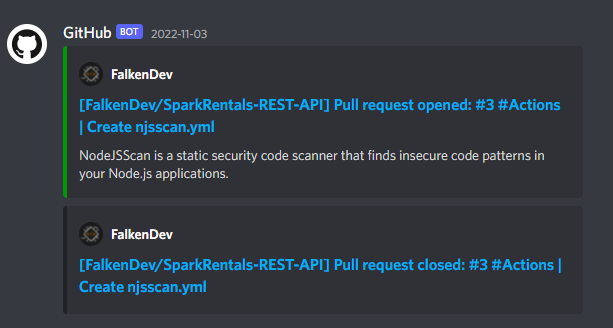 GitHub BOT 2022-11-03
FalkenDev
[FalkenDev/SparkRentals-REST-API] Pull request opened: #3 #Actions
| Create njsscan.yml
NodeJSScan is a static security code scanner that finds insecure code patterns in
your Node.js applications.
FalkenDev
[FalkenDev/SparkRentals-REST-API] Pull request closed: #3 #Actions |
Create njsscan.yml